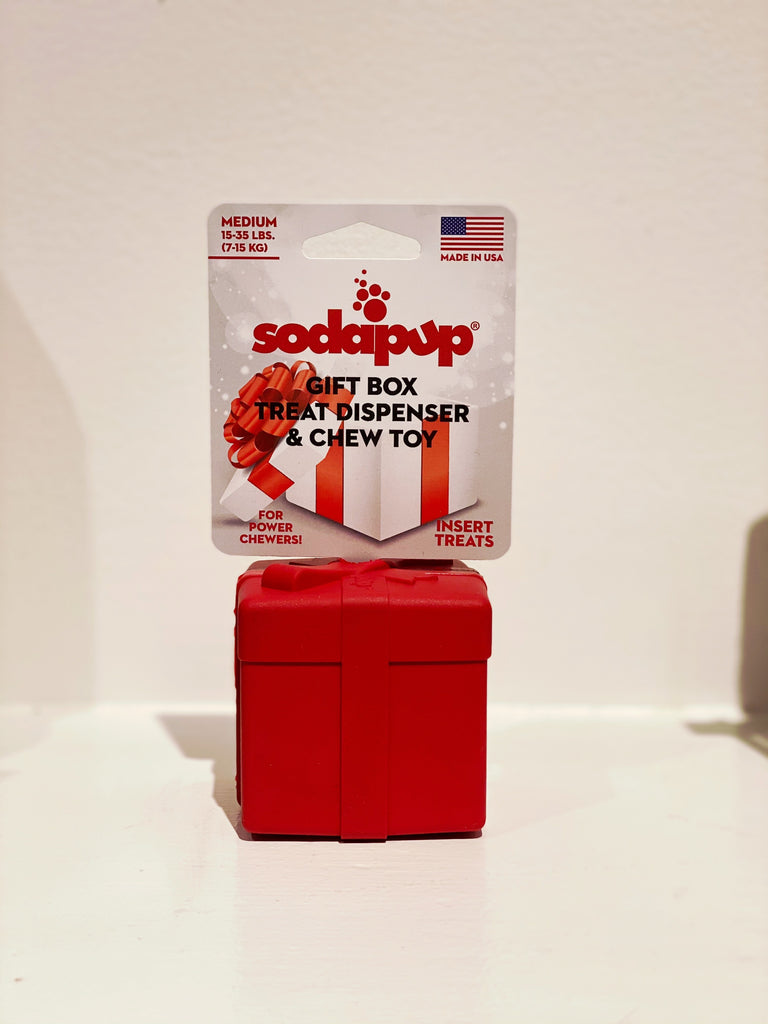 MEDIUM
15-35 LBS.
(7-15 KG)
MADE IN USA
sodapup®
GIFT BOX
TREAT DISPENSER
& CHEW TOY
FOR
POWER
CHEWERS!
INSERT
TREATS